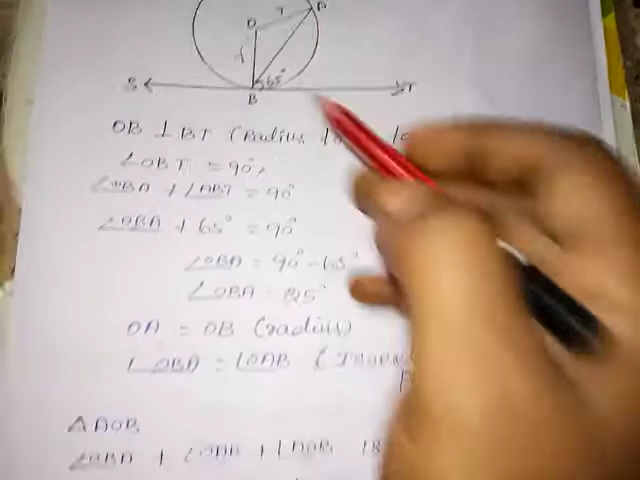 O
r
A
r
65°
S
T
B
OB ⊥ BT (Radius
∠OBT = 90°,
∠OBA + ∠ABT = 90°
∠OBA + 65° = 90°
∠OBA = 90° - 65°
∠OBA = 25°
OA = OB (radius)
∠OBA = ∠OAB (
△AOB
∠OBA + ∠OAB + ∠AOB